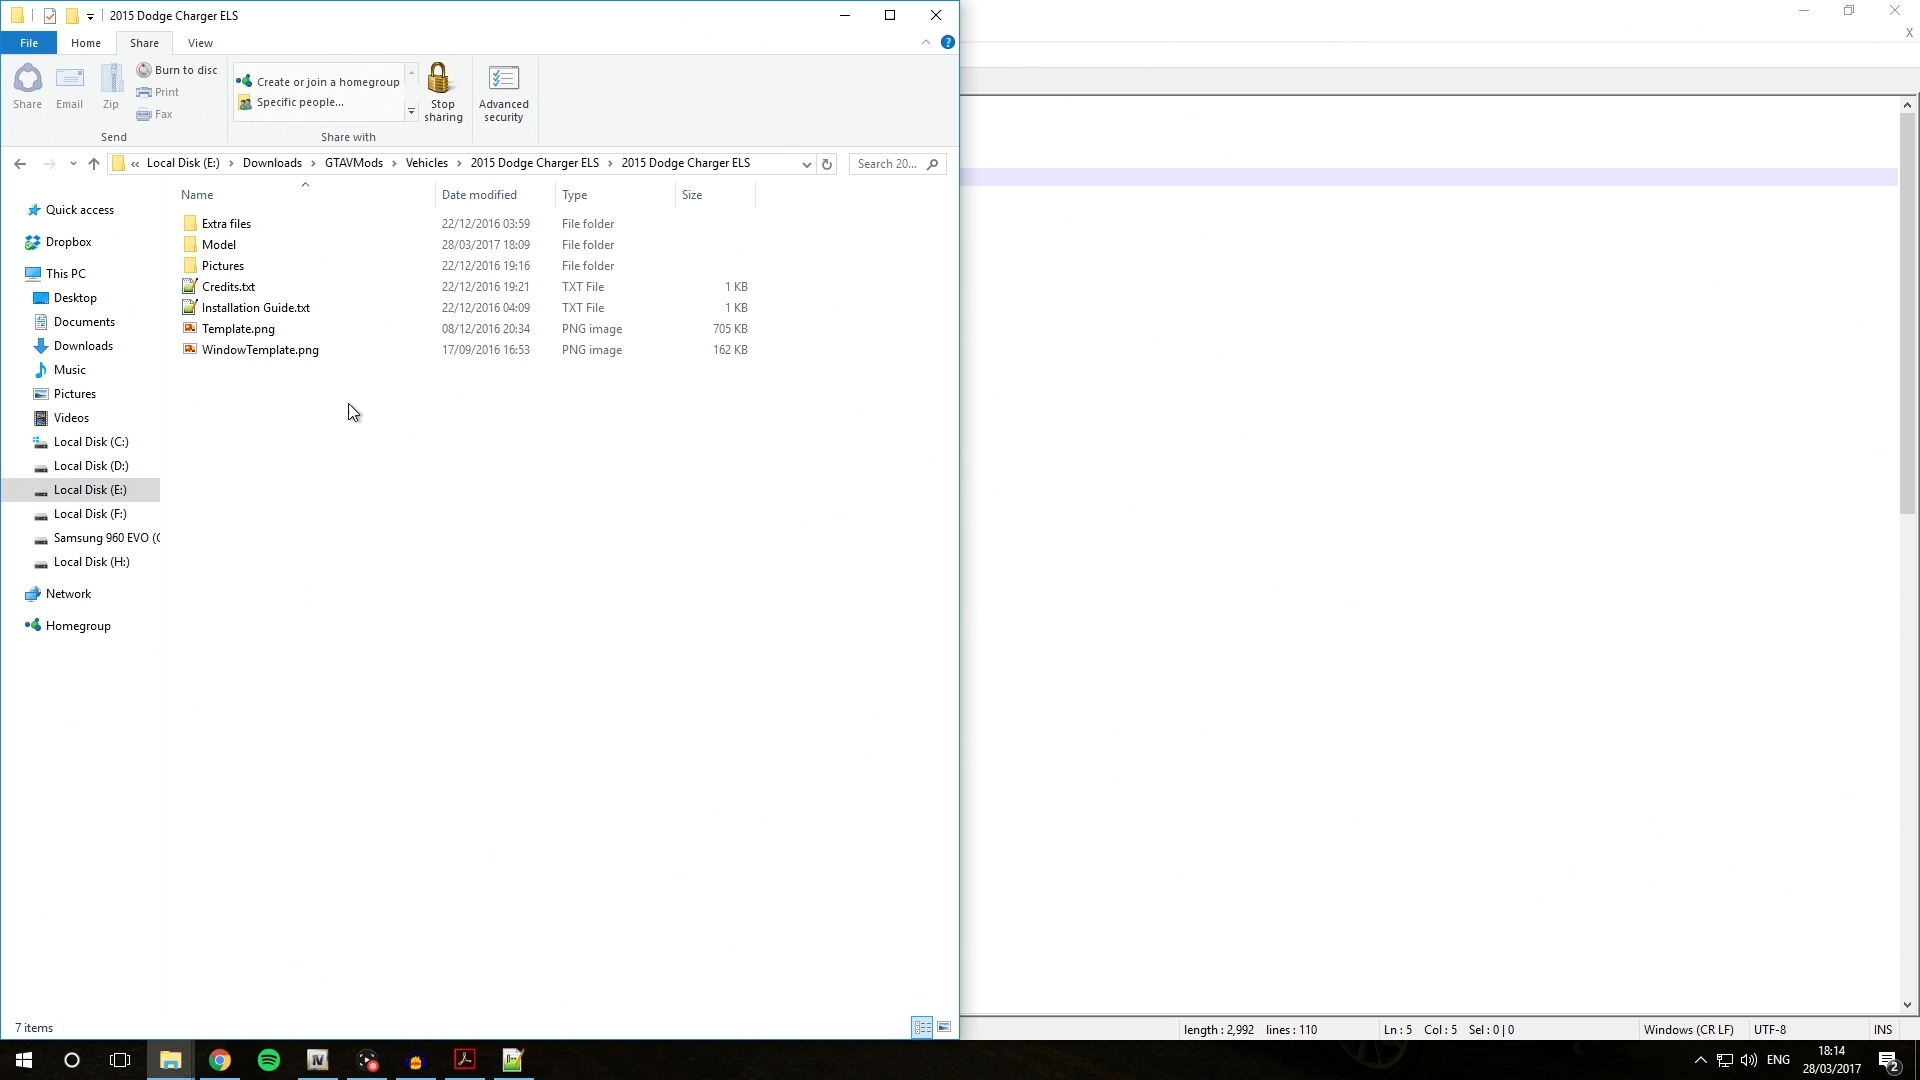 2015 Dodge Charger ELS
File Home Share View
X
Share Email Zip Burn to disc Print Fax
Create or join a homegroup
Specific people...
Stop sharing
Advanced security
Send
Share with
« Local Disk (E:) › Downloads › GTAVMods › Vehicles › 2015 Dodge Charger ELS › 2015 Dodge Charger ELS
Search 20...
Name Date modified Type Size
Extra files 22/12/2016 03:59 File folder
Model 28/03/2017 18:09 File folder
Pictures 22/12/2016 19:16 File folder
Credits.txt 22/12/2016 19:21 TXT File 1 KB
Installation Guide.txt 22/12/2016 04:09 TXT File 1 KB
Template.png 08/12/2016 20:34 PNG image 705 KB
WindowTemplate.png 17/09/2016 16:53 PNG image 162 KB
Quick access
Dropbox
This PC
Desktop
Documents
Downloads
Music
Pictures
Videos
Local Disk (C:)
Local Disk (D:)
Local Disk (E:)
Local Disk (F:)
Samsung 960 EVO (
Local Disk (H:)
Network
Homegroup
7 items
length : 2,992 lines : 110 Ln : 5 Col : 5 Sel : 0 | 0 Windows (CR LF) UTF-8 INS
IV
ENG
18:14
28/03/2017
2